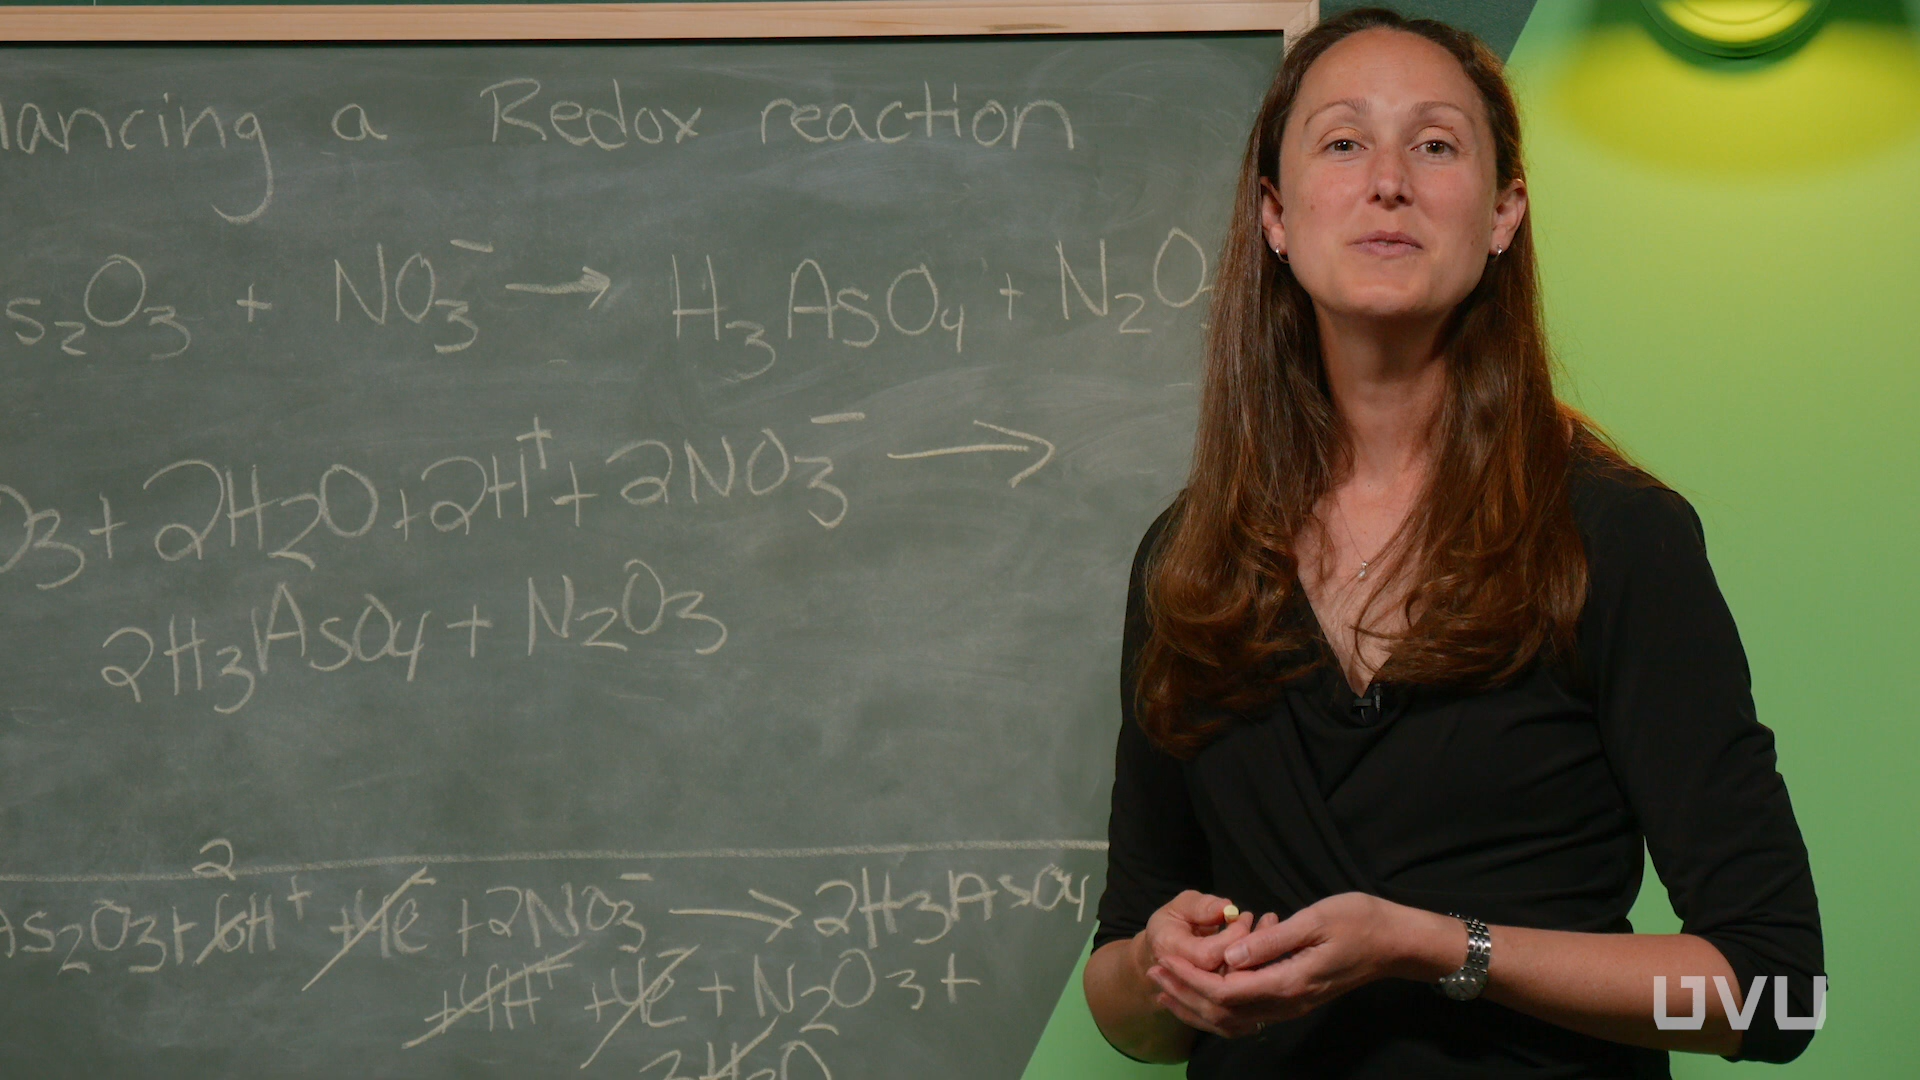 lancing a Redox reaction
s₂O₃ + NO₃⁻ → H₃AsO₄ + N₂O
O₃ + 2H₂O + 2H⁺ + 2NO₃⁻ →
2H₃AsO₄ + N₂O₃
2
As₂O₃ + 6H⁺ + 4e⁻ + 2NO₃⁻ → 2H₃AsO₄
+ 4H⁺ + 4e⁻ + N₂O₃ +
2H₂O
UVU